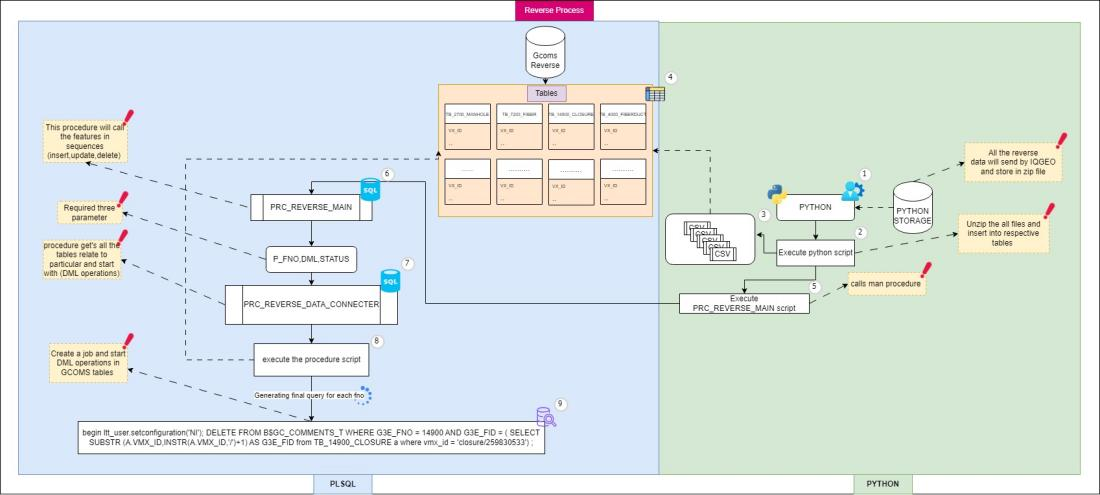 Reverse Process
Gcoms
Reverse
4
Tables
TB_7200_FIBER
TB_14900_CLOSURE
VX_ID
VX_ID
VX_ID
VX_ID
..
..
..
..
......
..........
..........
..........
VX_ID
VX_ID
VX_ID
VX_ID
..
..
..
..
This procedure will call
the features in
sequences
(insert,update,delete)
6
SQL
PRC_REVERSE_MAIN
Required three
parameter
P_FNO,DML,STATUS
procedure get's all the
tables relate to
particular and start
with (DML operations)
7
SQL
PRC_REVERSE_DATA_CONNECTER
8
execute the procedure script
Create a job and start
DML operations in
GCOMS tables
Generating final query for each fno
9
begin ltt_user.setconfiguration('NI'); DELETE FROM B$GC_COMMENTS_T WHERE G3E_FNO = 14900 AND G3E_FID = ( SELECT
SUBSTR (A.VMX_ID,INSTR(A.VMX_ID,'/')+1) AS G3E_FID from TB_14900_CLOSURE a where vmx_id = 'closure/259830533') ;
PLSQL
All the reverse
data will send by IQGEO
and store in zip file
1
PYTHON
PYTHON
STORAGE
3
CSV
CSV
CSV
CSV
CSV
2
Execute python script
Unzip the all files and
insert into respective
tables
5
Execute
PRC_REVERSE_MAIN script
calls man procedure
PYTHON